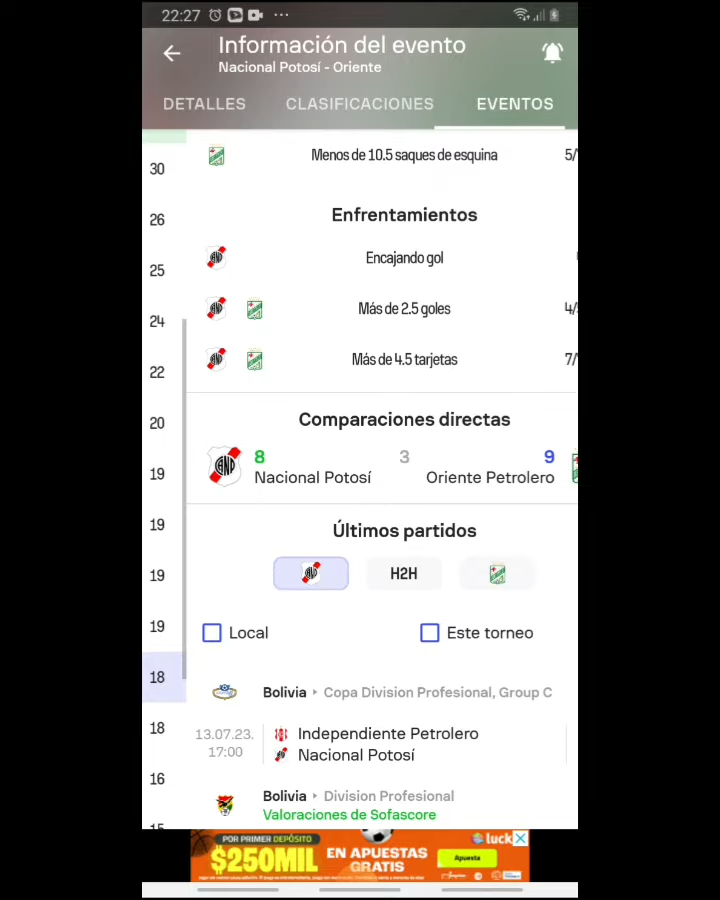 22:27
Información del evento
Nacional Potosí - Oriente
DETALLES CLASIFICACIONES EVENTOS
30 Menos de 10.5 saques de esquina 5/
26 Enfrentamientos
25 Encajando gol
24 Más de 2.5 goles 4/
22 Más de 4.5 tarjetas 7/
20 Comparaciones directas
8 3 9
19 Nacional Potosí Oriente Petrolero
19 Últimos partidos
19 H2H
19 Local Este torneo
18 Bolivia Copa Division Profesional, Group C
18 13.07.23. Independiente Petrolero
17:00 Nacional Potosí
16
Bolivia Division Profesional
Valoraciones de Sofascore
POR PRIMER DEPÓSITO
$250MIL EN APUESTAS GRATIS
luck
Apuesta